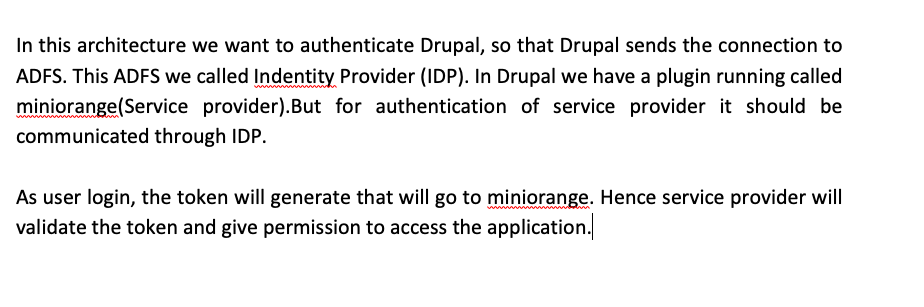 In this architecture we want to authenticate Drupal, so that Drupal sends the connection to
ADFS. This ADFS we called Indentity Provider (IDP). In Drupal we have a plugin running called
miniorange(Service provider).But for authentication of service provider it should be
communicated through IDP.
As user login, the token will generate that will go to miniorange. Hence service provider will
validate the token and give permission to access the application.